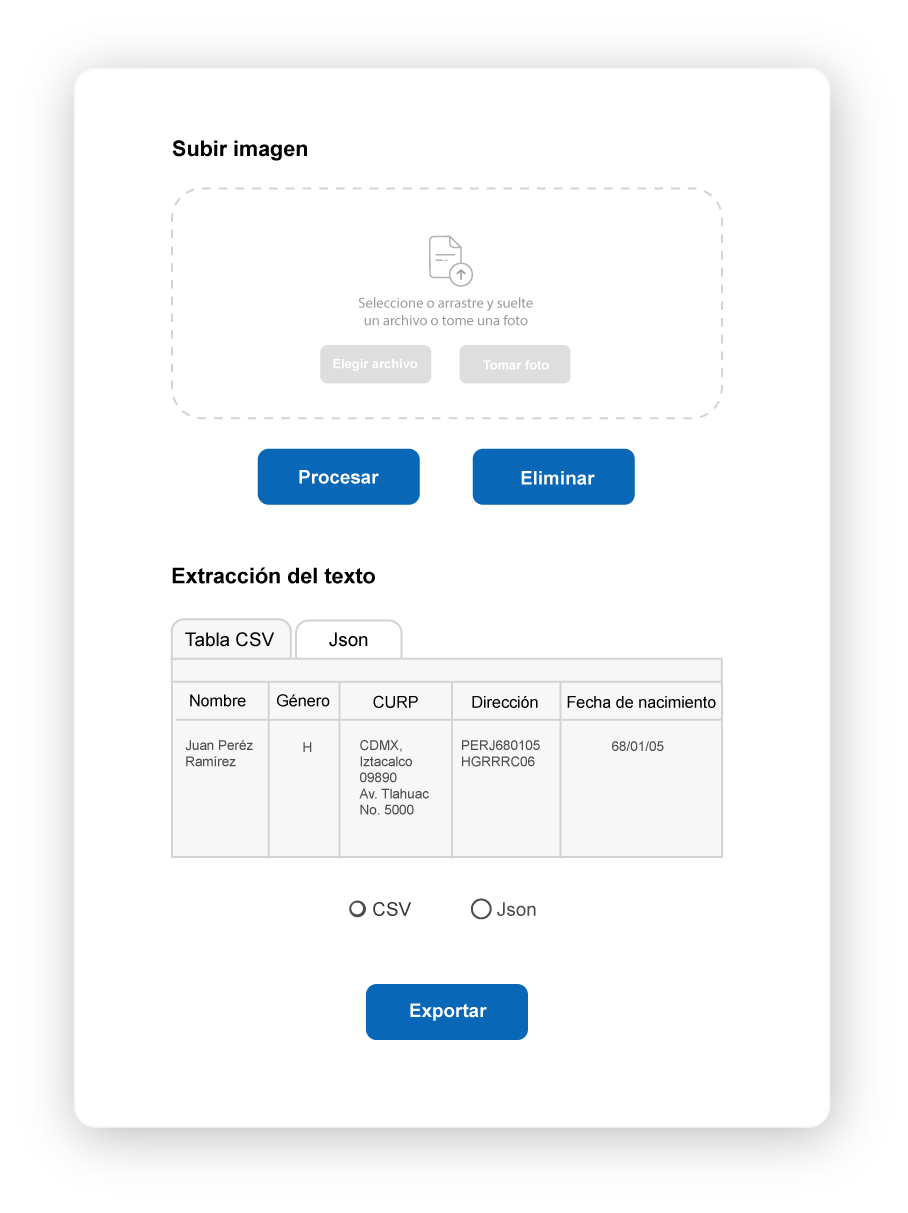 Subir imagen
Seleccione o arrastre y suelte
un archivo o tome una foto
Elegir archivo
Tomar foto
Procesar
Eliminar
Extracción del texto
Tabla CSV
Json
Nombre
Género
CURP
Dirección
Fecha de nacimiento
Juan Peréz
Ramírez
H
CDMX,
Iztacalco
09890
Av. Tlahuac
No. 5000
PERJ680105
HGRRRC06
68/01/05
CSV
Json
Exportar